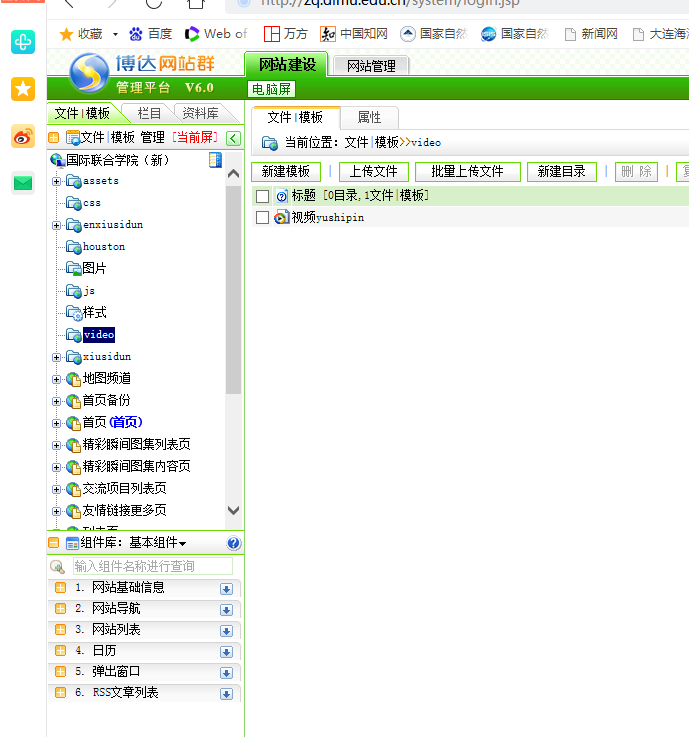 http://zq.dlmu.edu.cn/system/login.jsp
收藏 百度 Web of 万方 中国知网 国家自然 国家自然 新闻网 大连海
博达网站群
管理平台 V6.0
网站建设 网站管理
电脑屏
文件|模板 栏目 资料库
文件|模板 属性
文件|模板 管理 [当前屏]
当前位置：文件|模板>>video
国际联合学院（新）
新建模板 | 上传文件 批量上传文件 新建目录 | 删 除 |
assets
标题 [0目录,1文件|模板]
css
视频yushipin
enxiusidun
houston
图片
js
样式
video
xiusidun
地图频道
首页备份
首页(首页)
精彩瞬间图集列表页
精彩瞬间图集内容页
交流项目列表页
友情链接更多页
组件库：基本组件
输入组件名称进行查询
1. 网站基础信息
2. 网站导航
3. 网站列表
4. 日历
5. 弹出窗口
6. RSS文章列表